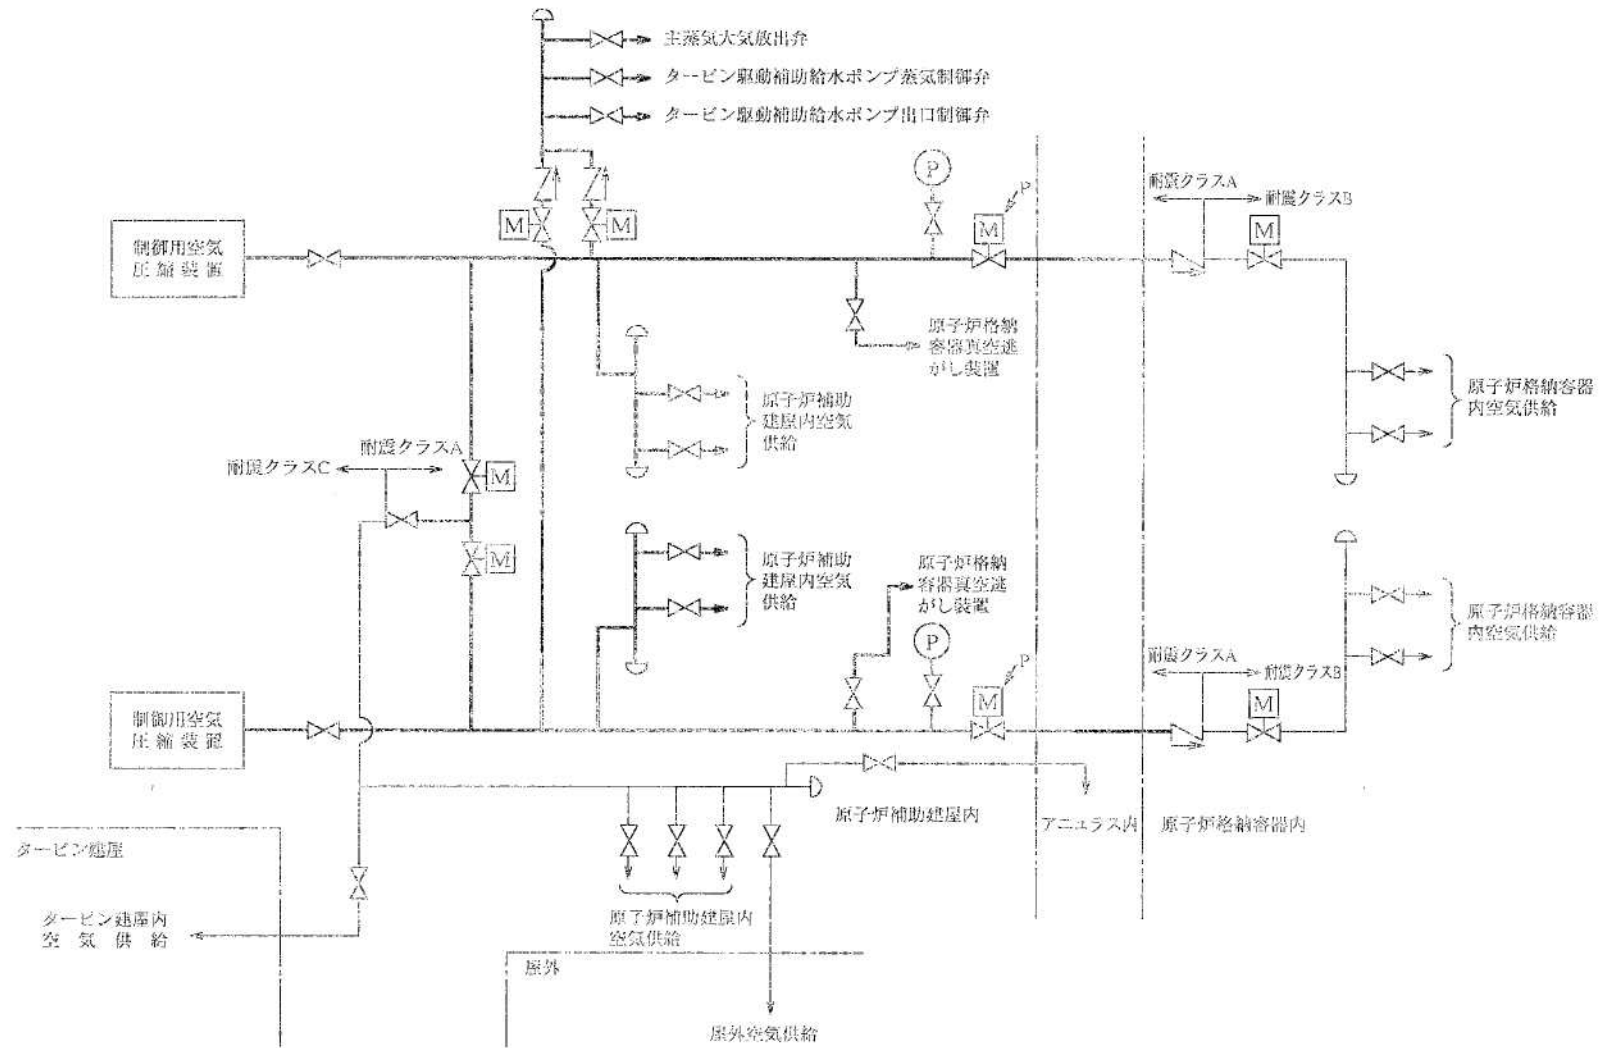 主蒸気大気放出弁
タービン駆動補助給水ポンプ蒸気制御弁
タービン駆動補助給水ポンプ出口制御弁
P
P
耐震クラスA
耐震クラスB
M
M
M
M
制御用空気
圧縮装置
原子炉格納
容器真空逃
がし装置
原子炉補助
建屋内空気
供給
原子炉格納容器
内空気供給
耐震クラスA
耐震クラスC
M
M
原子炉補助
建屋内空気
供給
原子炉格納
容器真空逃
がし装置
原子炉格納容器
内空気供給
P
P
耐震クラスA
耐震クラスB
M
M
制御用空気
圧縮装置
原子炉補助建屋内
アニュラス内
原子炉格納容器内
タービン建屋
タービン建屋内
空気供給
原子炉補助建屋内
空気供給
屋外
屋外空気供給